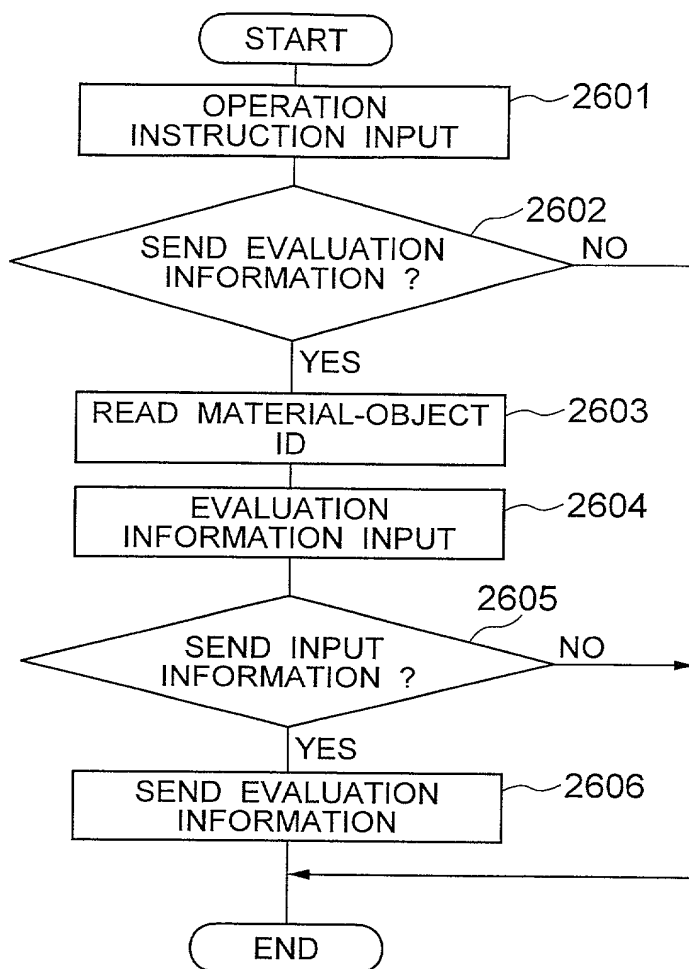 START
OPERATION
INSTRUCTION INPUT
2601
SEND EVALUATION
INFORMATION ?
2602
NO
YES
READ MATERIAL-OBJECT
ID
2603
EVALUATION
INFORMATION INPUT
2604
SEND INPUT
INFORMATION ?
2605
NO
YES
SEND EVALUATION
INFORMATION
2606
END